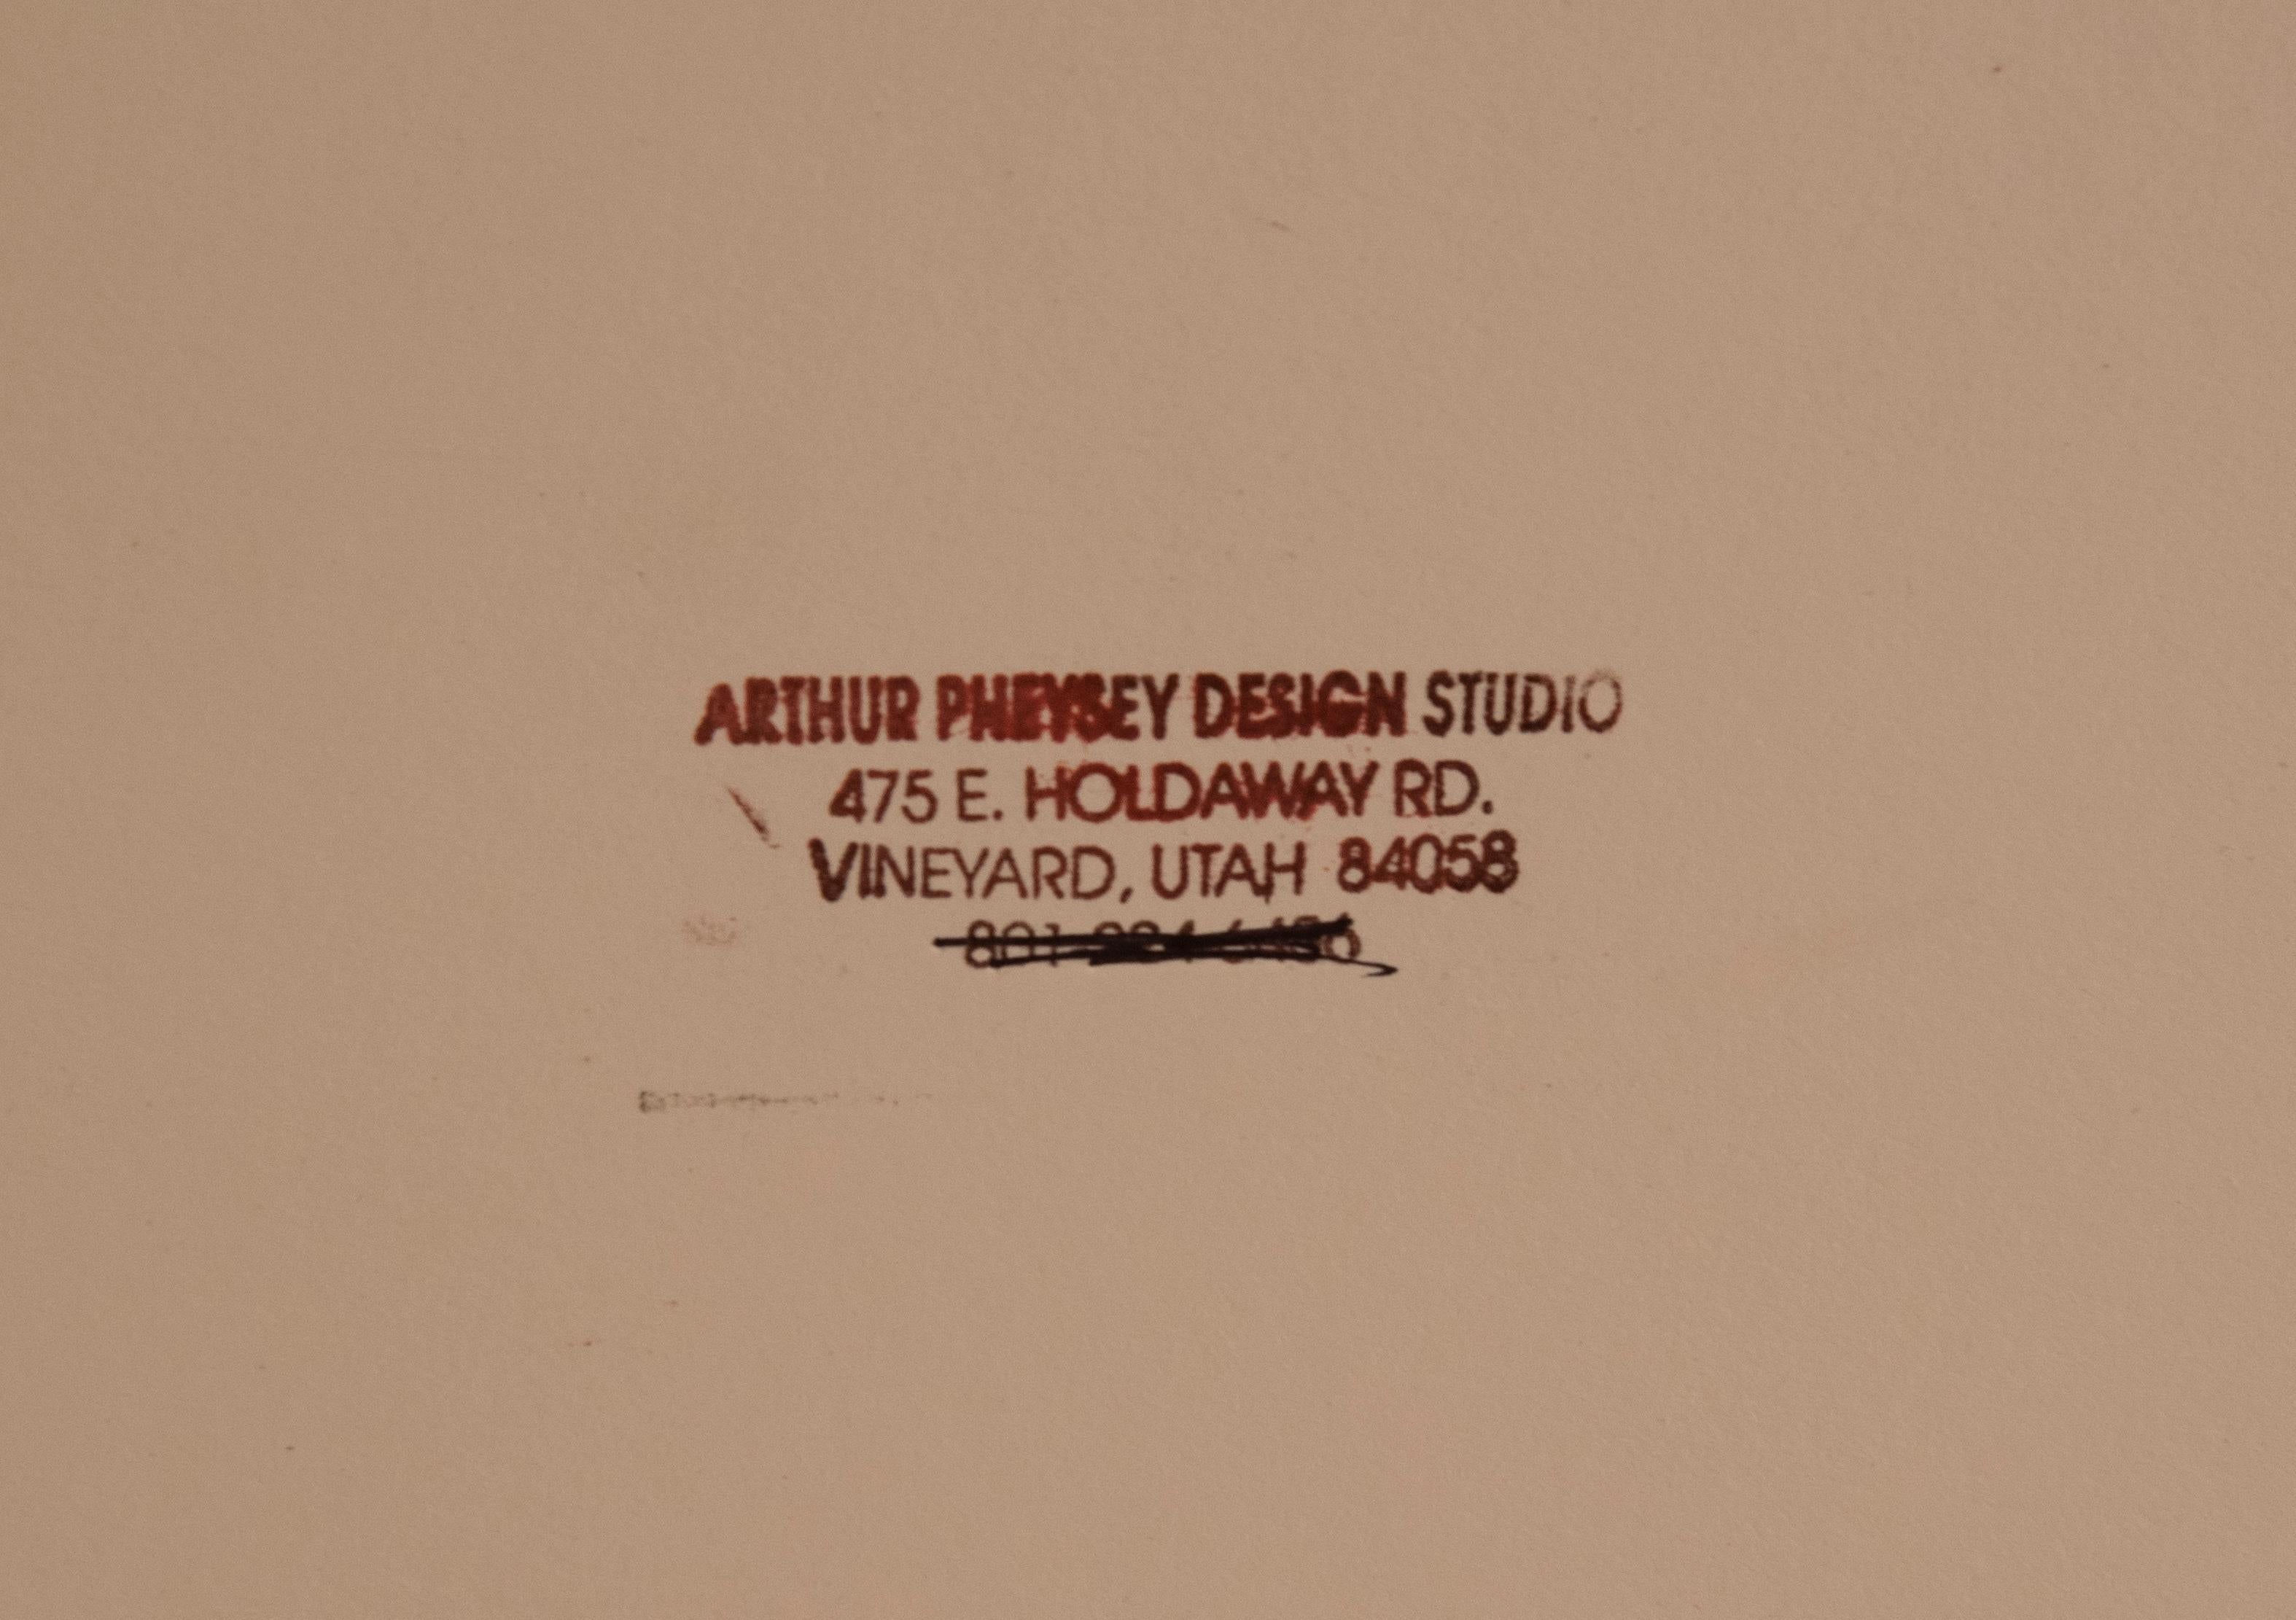 ARTHUR PHEYSEY DESIGN STUDIO
475 E. HOLDAWAY RD.
VINEYARD, UTAH 84058